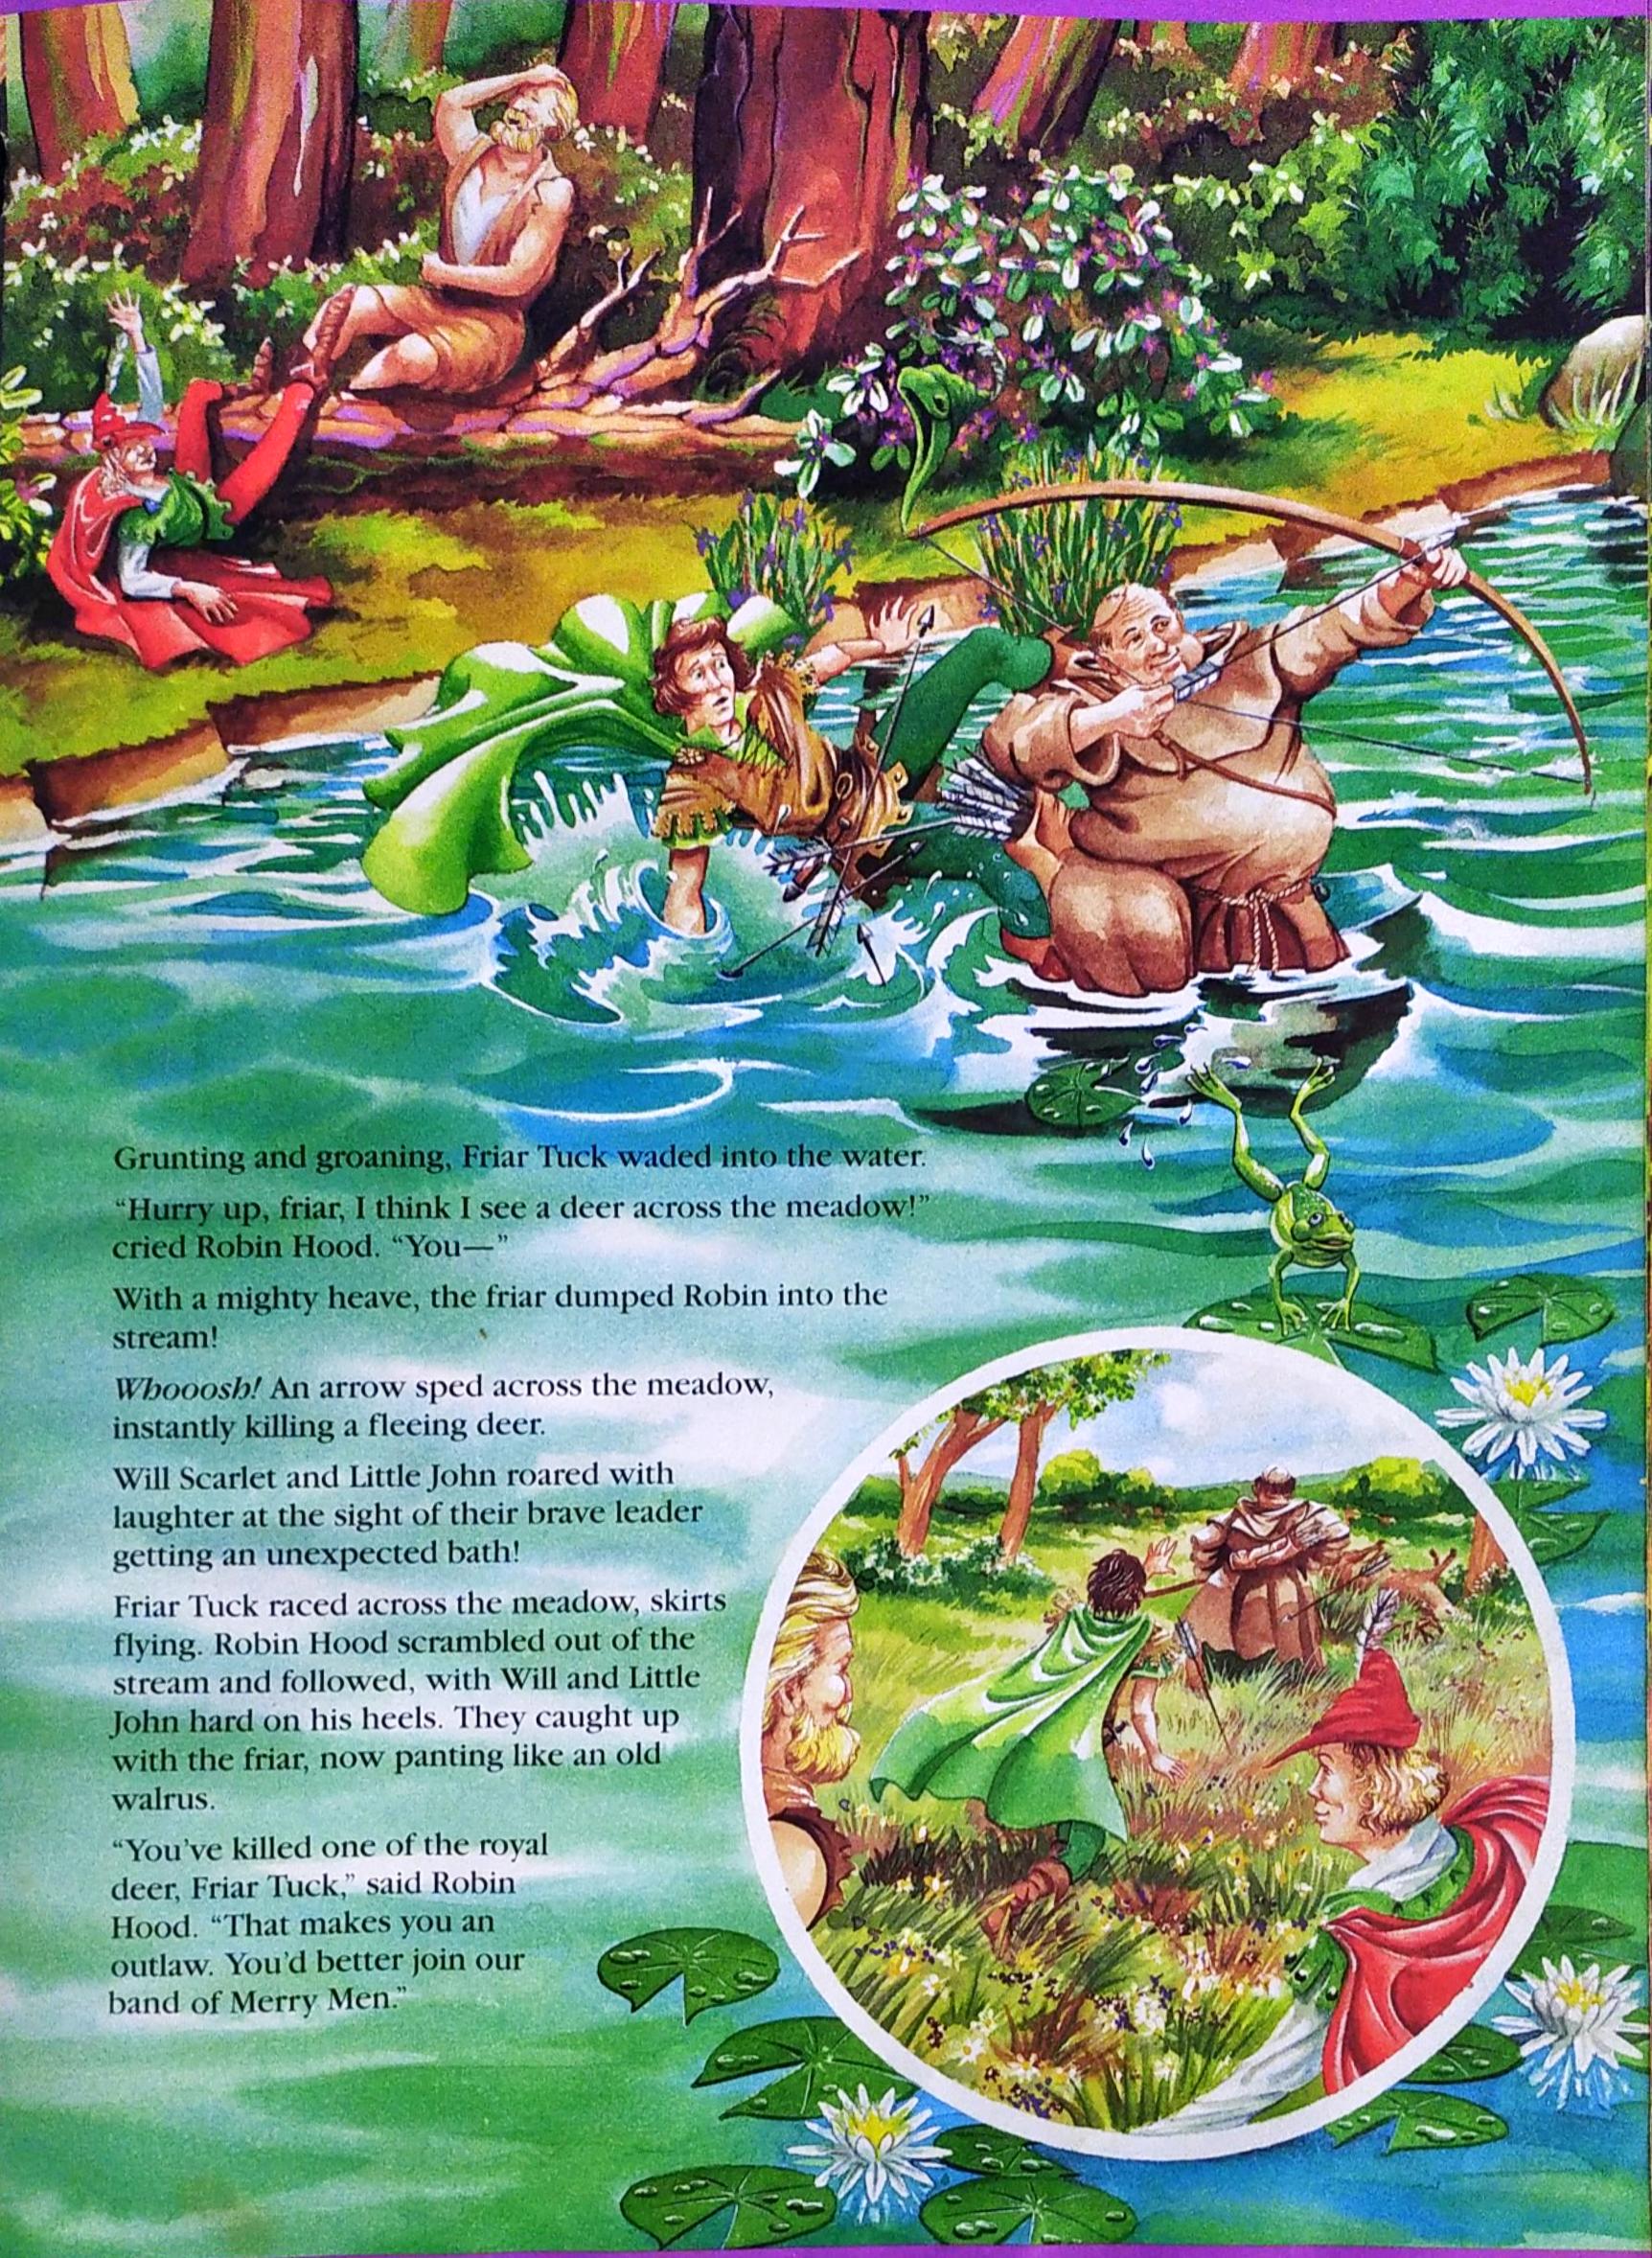 Grunting and groaning, Friar Tuck waded into the water.
“Hurry up, friar, I think I see a deer across the meadow!”
cried Robin Hood. “You—”
With a mighty heave, the friar dumped Robin into the
stream!
Whooosh! An arrow sped across the meadow,
instantly killing a fleeing deer.
Will Scarlet and Little John roared with
laughter at the sight of their brave leader
getting an unexpected bath!
Friar Tuck raced across the meadow, skirts
flying. Robin Hood scrambled out of the
stream and followed, with Will and Little
John hard on his heels. They caught up
with the friar, now panting like an old
walrus.
“You’ve killed one of the royal
deer, Friar Tuck,” said Robin
Hood. “That makes you an
outlaw. You’d better join our
band of Merry Men.”